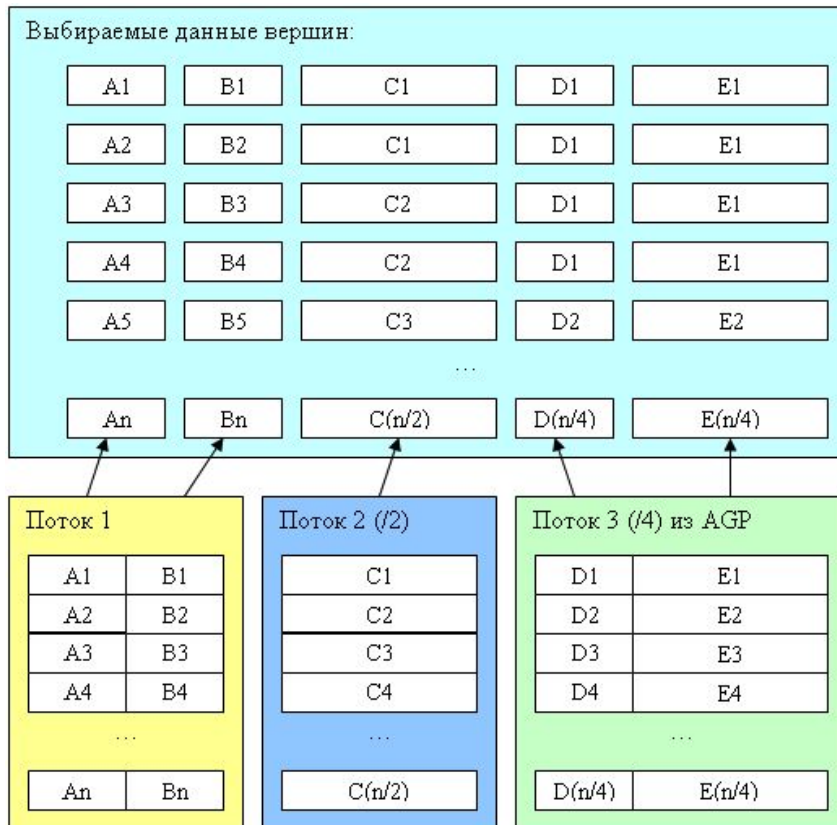 Выбираемые данные вершин:
A1 B1 C1 D1 E1
A2 B2 C1 D1 E1
A3 B3 C2 D1 E1
A4 B4 C2 D1 E1
A5 B5 C3 D2 E2
...
An Bn C(n/2) D(n/4) E(n/4)
Поток 1
A1 B1
A2 B2
A3 B3
A4 B4
...
An Bn
Поток 2 (/2)
C1
C2
C3
C4
...
C(n/2)
Поток 3 (/4) из AGP
D1 E1
D2 E2
D3 E3
D4 E4
...
D(n/4) E(n/4)